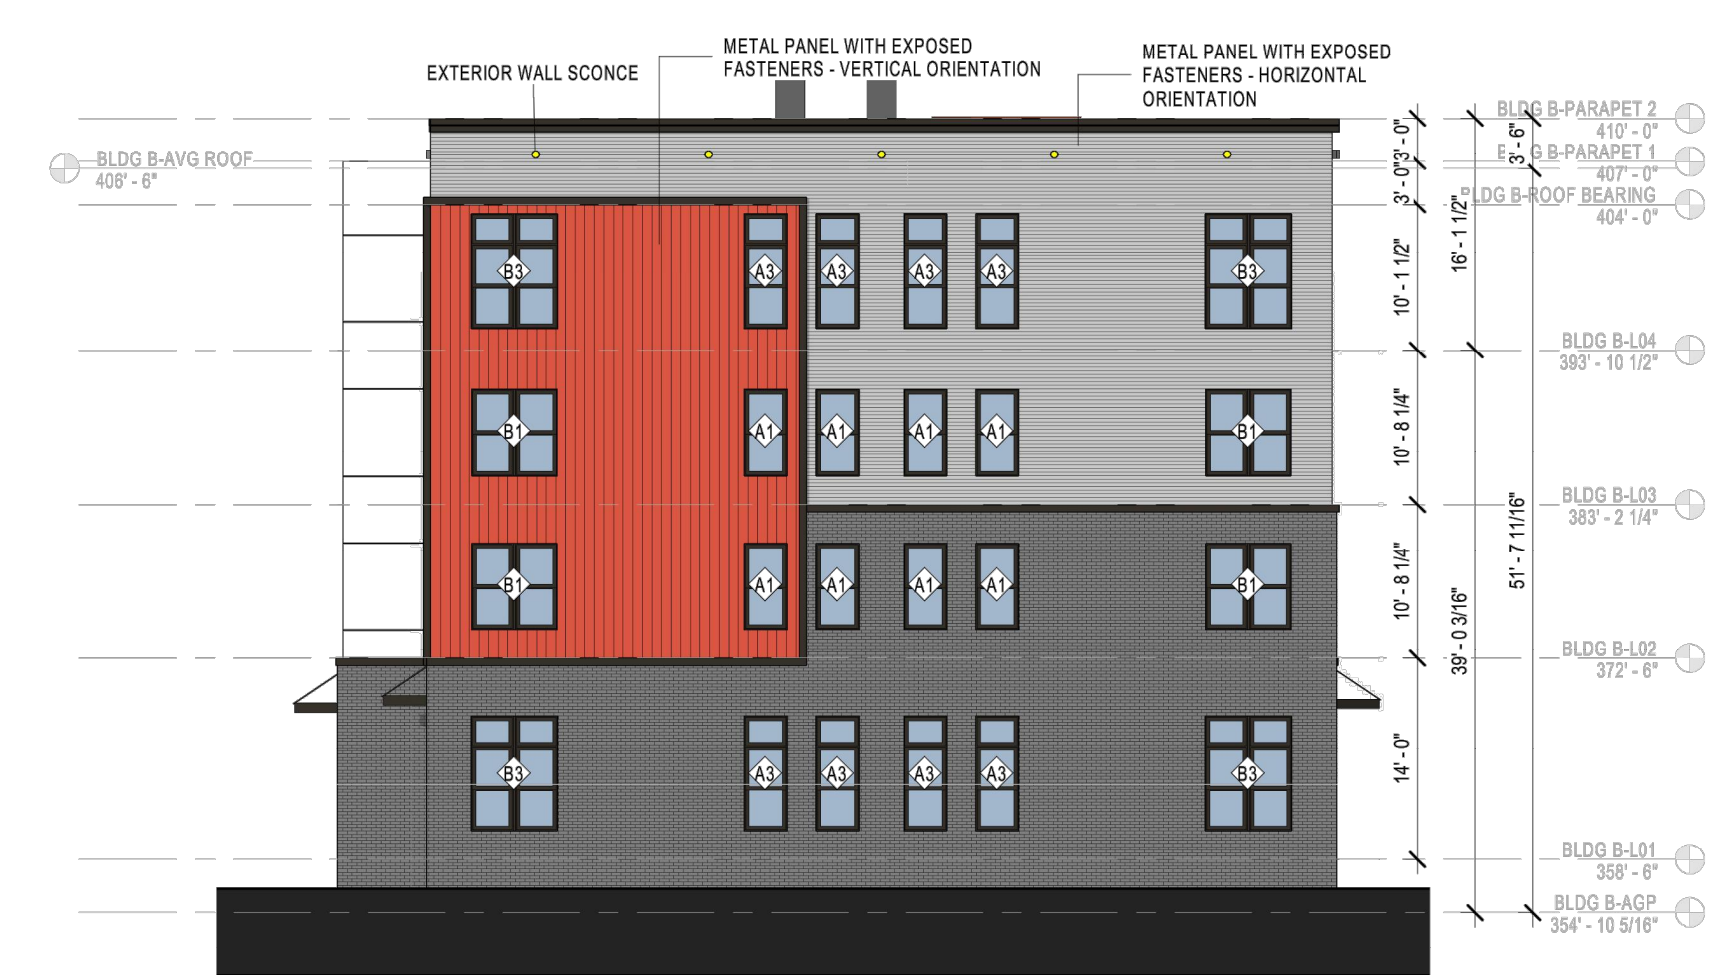 METAL PANEL WITH EXPOSED
FASTENERS - VERTICAL ORIENTATION
METAL PANEL WITH EXPOSED
FASTENERS - HORIZONTAL
ORIENTATION
EXTERIOR WALL SCONCE
BLDG B-PARAPET 2
410' - 0"
BLDG B-AVG ROOF
406' - 6"
G B-PARAPET 1
407' - 0"
LDG B-ROOF BEARING
404' - 0"
3' - 0"
3' - 0"
3' - 6"
16' - 1 1/2"
10' - 1 1/2"
B3
A3
A3
A3
A3
B3
BLDG B-L04
393' - 10 1/2"
10' - 8 1/4"
B1
A1
A1
A1
A1
B1
BLDG B-L03
383' - 2 1/4"
51' - 7 11/16"
10' - 8 1/4"
B1
A1
A1
A1
A1
B1
39' - 0 3/16"
BLDG B-L02
372' - 6"
14' - 0"
B3
A3
A3
A3
A3
B3
BLDG B-L01
358' - 6"
BLDG B-AGP
354' - 10 5/16"